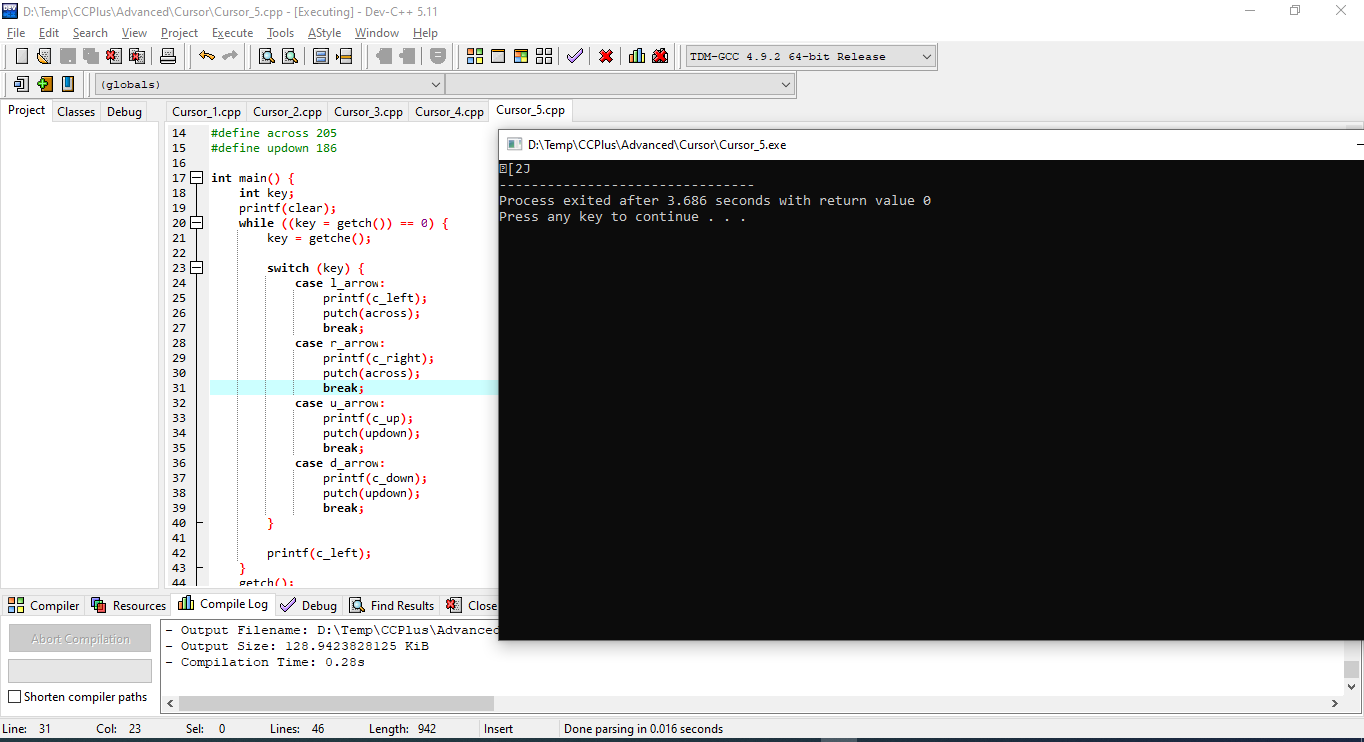 D:\Temp\CCPlus\Advanced\Cursor\Cursor_5.cpp - [Executing] - Dev-C++ 5.11
File Edit Search View Project Execute Tools AStyle Window Help
TDM-GCC 4.9.2 64-bit Release
(globals)
Project Classes Debug
Cursor_1.cpp Cursor_2.cpp Cursor_3.cpp Cursor_4.cpp Cursor_5.cpp
14 #define across 205
15 #define updown 186
16
17 int main() {
18 int key;
19 printf(clear);
20 while ((key = getch()) == 0) {
21 key = getche();
22
23 switch (key) {
24 case l_arrow:
25 printf(c_left);
26 putch(across);
27 break;
28 case r_arrow:
29 printf(c_right);
30 putch(across);
31 break;
32 case u_arrow:
33 printf(c_up);
34 putch(updown);
35 break;
36 case d_arrow:
37 printf(c_down);
38 putch(updown);
39 break;
40 }
41
42 printf(c_left);
43 }
44 getch();
D:\Temp\CCPlus\Advanced\Cursor\Cursor_5.exe
[2J
--------------------------------
Process exited after 3.686 seconds with return value 0
Press any key to continue . . .
Compiler Resources Compile Log Debug Find Results Close
Abort Compilation
Shorten compiler paths
- Output Filename: D:\Temp\CCPlus\Advanced
- Output Size: 128.9423828125 KiB
- Compilation Time: 0.28s
Line: 31 Col: 23 Sel: 0 Lines: 46 Length: 942 Insert Done parsing in 0.016 seconds